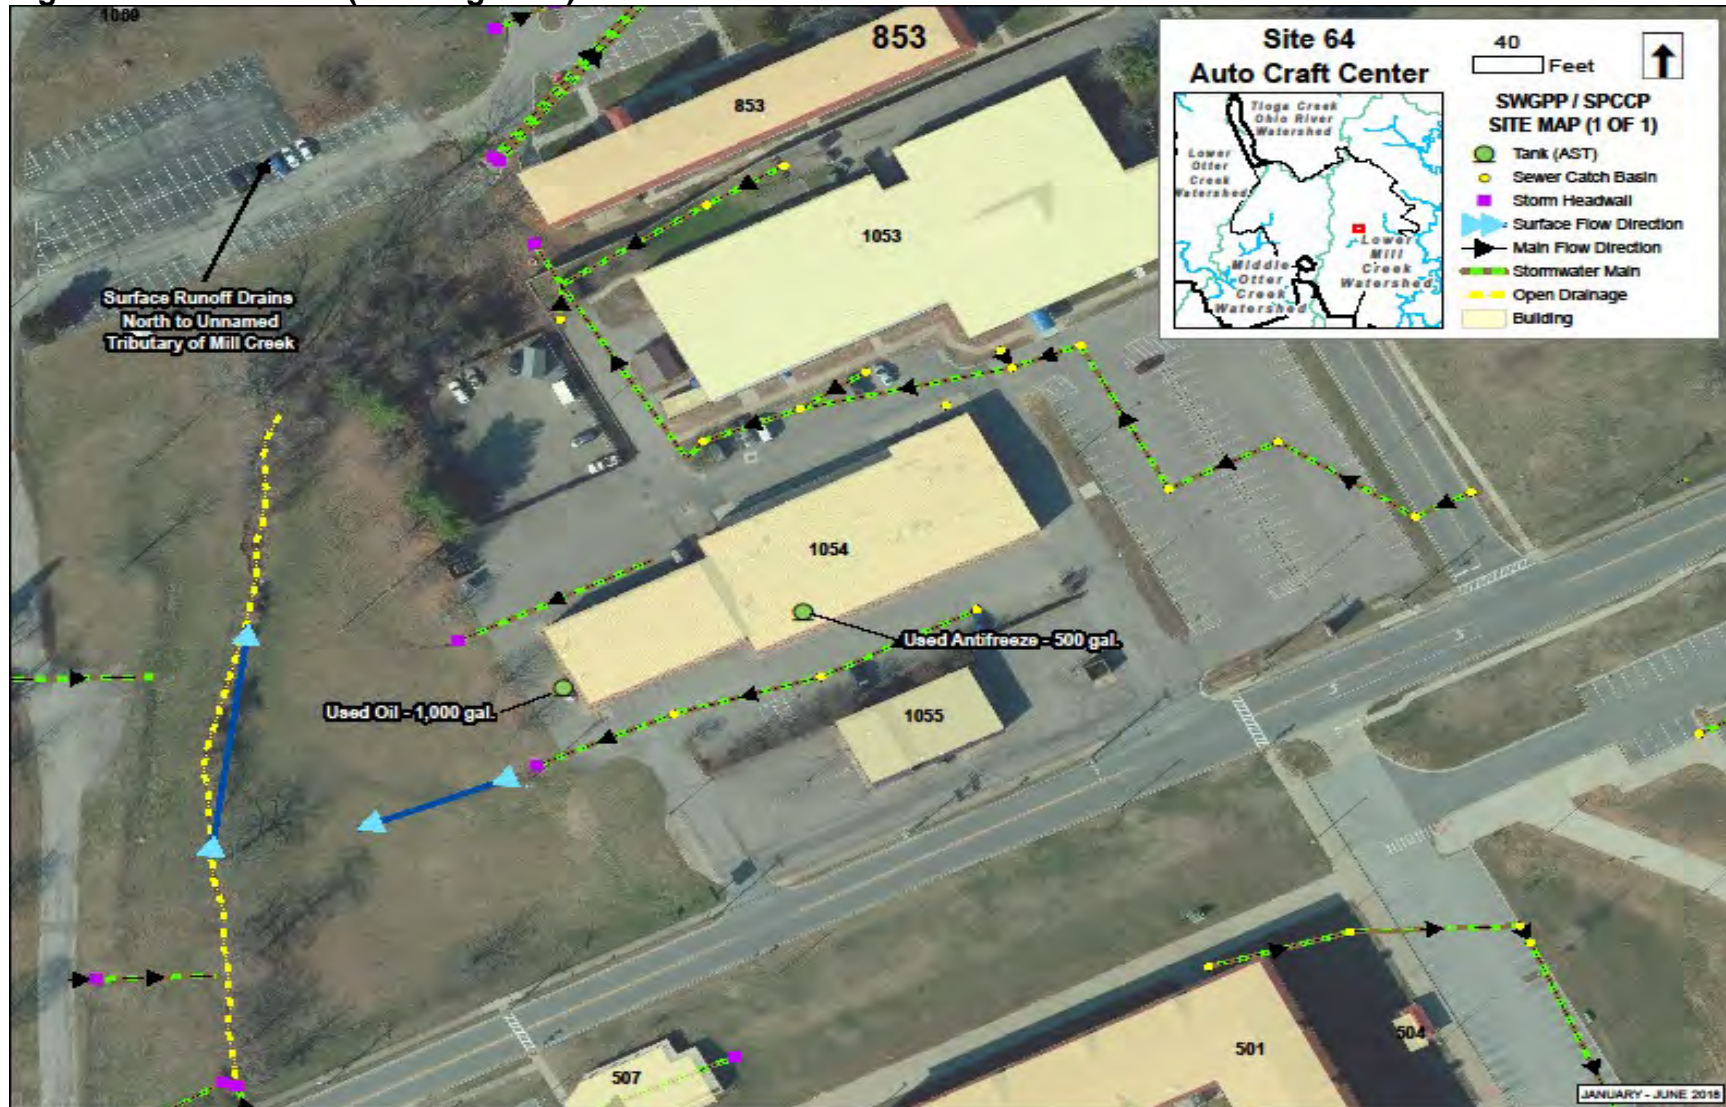 1089
853
853
1053
Surface Runoff Drains
North to Unnamed
Tributary of Mill Creek
1054
Used Antifreeze - 500 gal.
Used Oil - 1,000 gal.
1055
501
504
507
Site 64
Auto Craft Center
40
Feet
Tioga Creek
Ohio River
Watershed
Lower
Otter
Creek
Watershed
Middle
Otter
Creek
Watershed
Lower
Mill
Creek
Watershed
SWGPP / SPCCP
SITE MAP (1 OF 1)
Tank (AST)
Sewer Catch Basin
Storm Headwall
Surface Flow Direction
Main Flow Direction
Stormwater Main
Open Drainage
Building
JANUARY - JUNE 2018